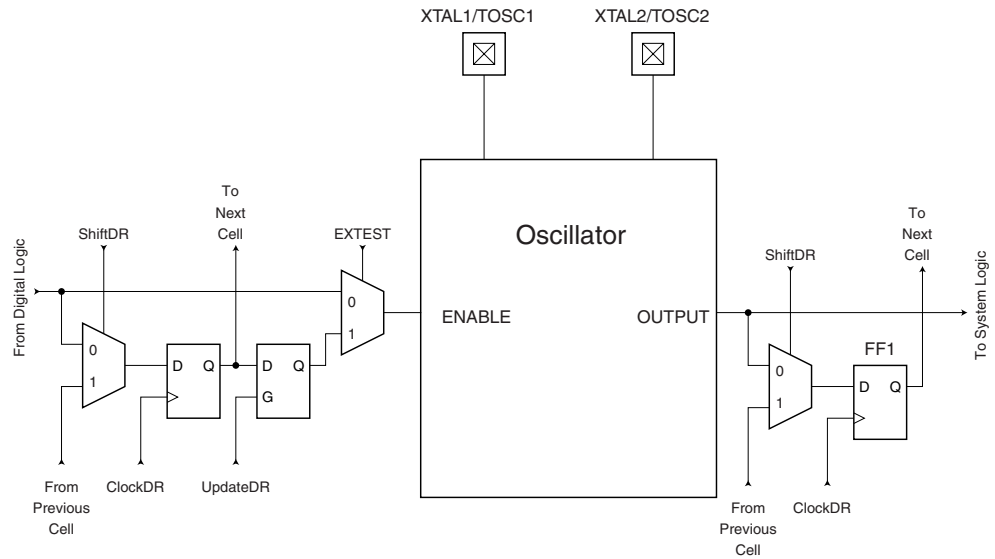 XTAL1/TOSC1
XTAL2/TOSC2
To
Next
Cell
ShiftDR
EXTEST
From Digital Logic
0
1
D Q
D Q
G
0
1
From
Previous
Cell
ClockDR
UpdateDR
Oscillator
ENABLE
OUTPUT
To
Next
Cell
ShiftDR
To System Logic
FF1
0
1
D Q
From
Previous
Cell
ClockDR